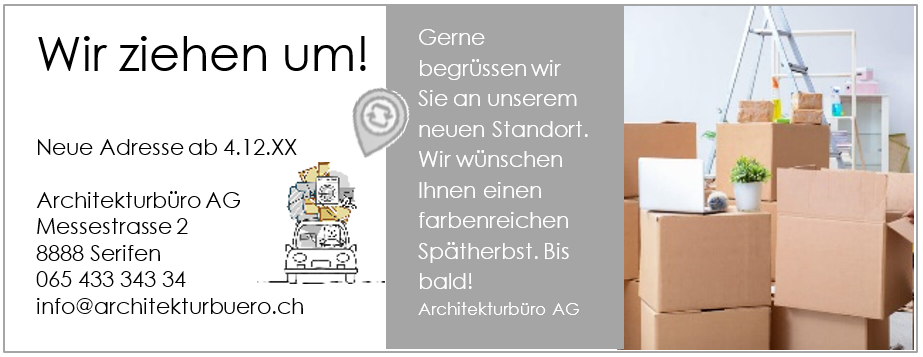 Wir ziehen um!
Neue Adresse ab 4.12.XX
Architekturbüro AG
Messestrasse 2
8888 Serifen
065 433 343 34
info@architekturbuero.ch
Gerne
begrüssen wir
Sie an unserem
neuen Standort.
Wir wünschen
Ihnen einen
farbenreichen
Spätherbst. Bis
bald!
Architekturbüro AG